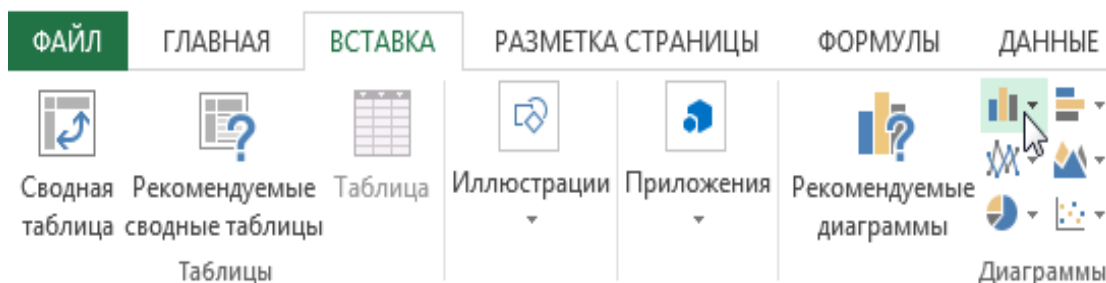 ФАЙЛ ГЛАВНАЯ ВСТАВКА РАЗМЕТКА СТРАНИЦЫ ФОРМУЛЫ ДАННЫЕ
Сводная таблица
Рекомендуемые сводные таблицы
Таблица
Иллюстрации
Приложения
Рекомендуемые диаграммы
Таблицы
Диаграммы